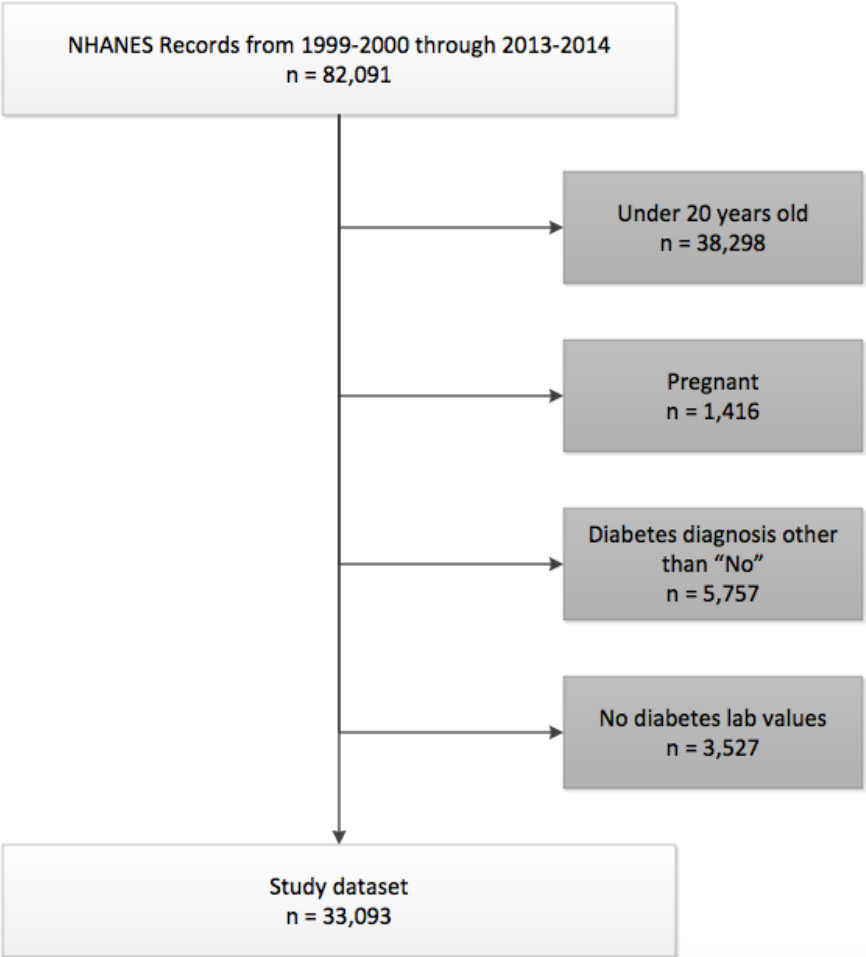 NHANES Records from 1999-2000 through 2013-2014
n = 82,091
Under 20 years old
n = 38,298
Pregnant
n = 1,416
Diabetes diagnosis other
than “No”
n = 5,757
No diabetes lab values
n = 3,527
Study dataset
n = 33,093